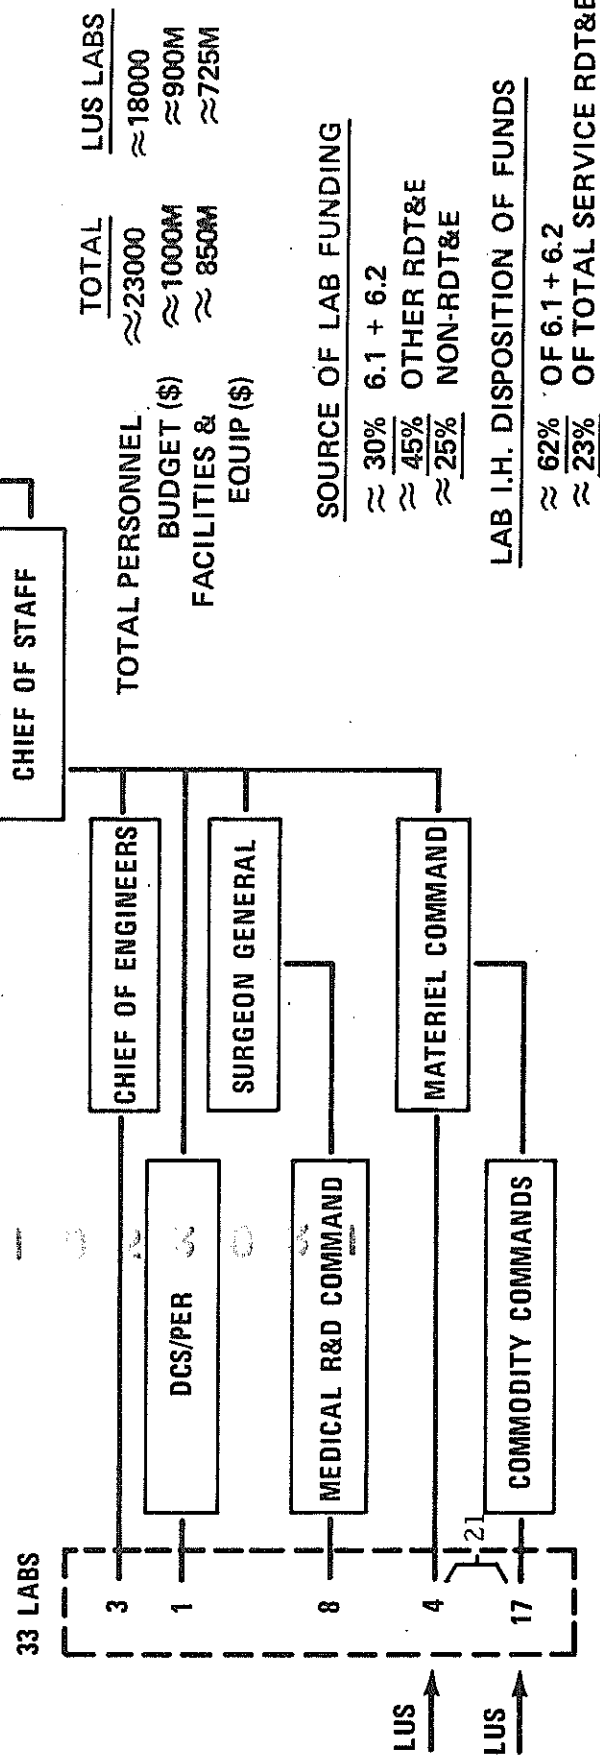 CHIEF OF STAFF
CHIEF OF ENGINEERS
DCS/PER
SURGEON GENERAL
MEDICAL R&D COMMAND
MATERIEL COMMAND
COMMODITY COMMANDS
33 LABS
3
1
8
4
21
17
LUS
LUS
TOTAL LUS LABS
TOTAL PERSONNEL ≈23000 ≈18000
BUDGET ($) ≈1000M ≈900M
FACILITIES & ≈ 850M ≈725M
EQUIP ($)
SOURCE OF LAB FUNDING
≈ 30% 6.1 + 6.2
≈ 45% OTHER RDT&E
≈ 25% NON-RDT&E
LAB I.H. DISPOSITION OF FUNDS
≈ 62% OF 6.1 + 6.2
≈ 23% OF TOTAL SERVICE RDT&E